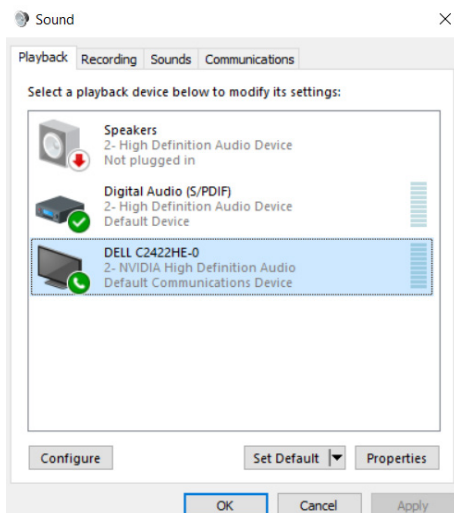 Sound
Playback Recording Sounds Communications
Select a playback device below to modify its settings:
Speakers
2- High Definition Audio Device
Not plugged in
Digital Audio (S/PDIF)
2- High Definition Audio Device
Default Device
DELL C2422HE-0
2- NVIDIA High Definition Audio
Default Communications Device
Configure Set Default Properties
OK Cancel Apply